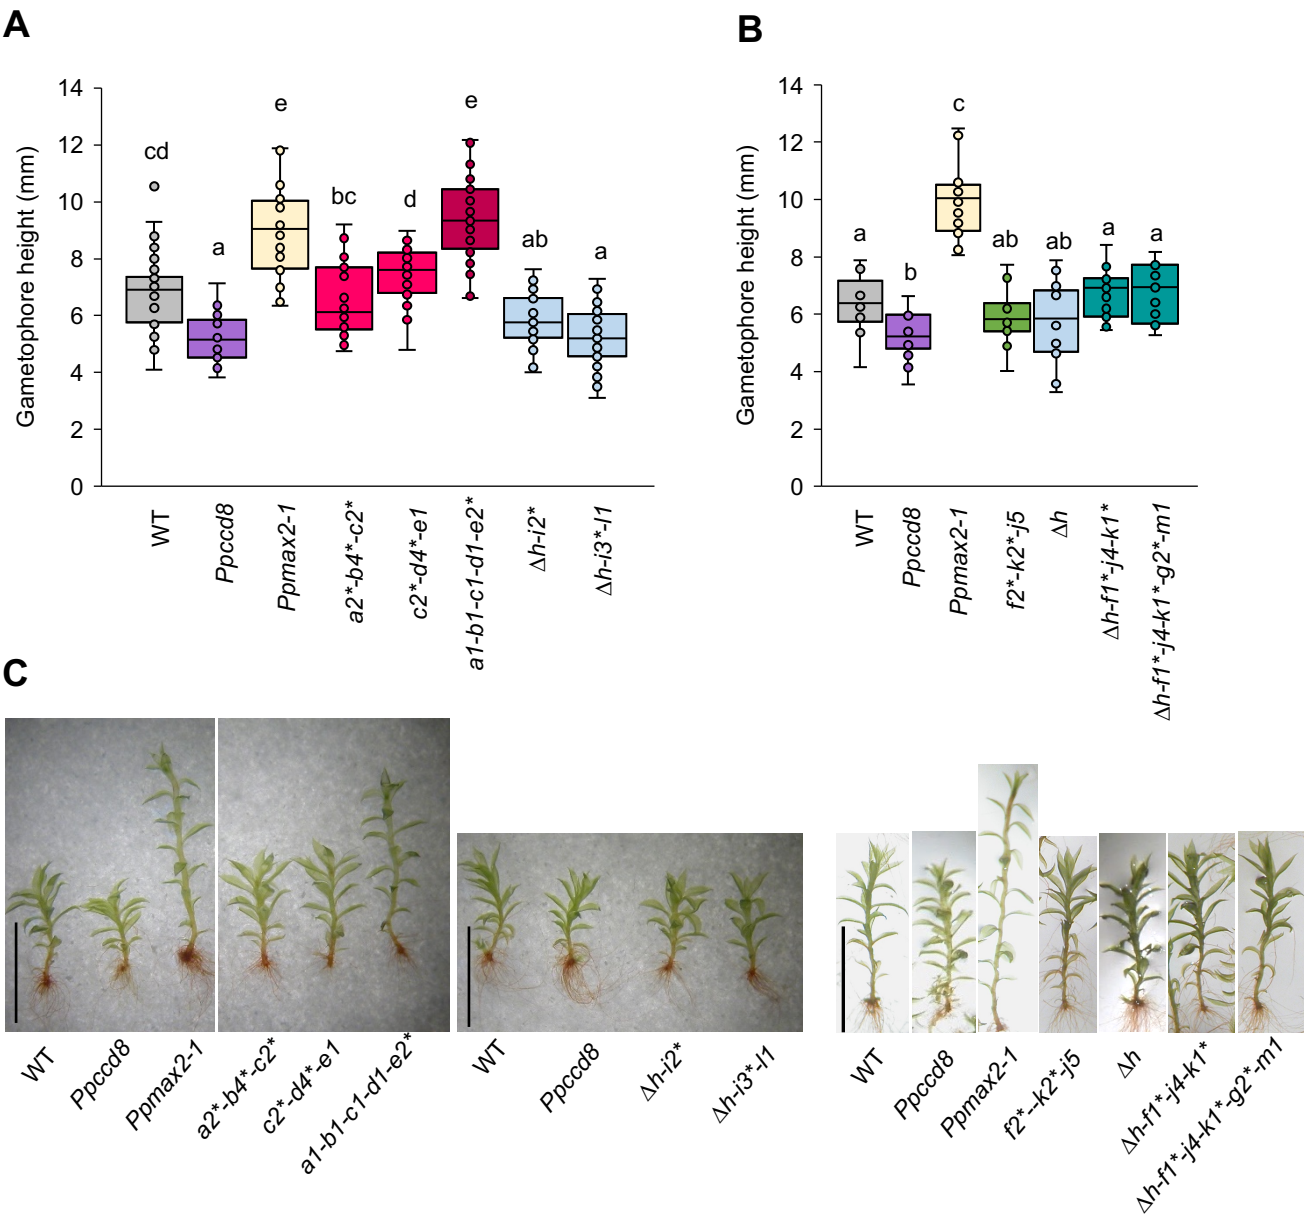 A
B
Gametophore height (mm)
14
12
10
8
6
4
2
0
cd
a
e
bc
d
e
ab
a
WT
Ppccd8
Ppmax2-1
a2*-b4*-c2*
c2*-d4*-e1
a1-b1-c1-d1-e2*
Δh-i2*
Δh-i3*-l1
Gametophore height (mm)
14
12
10
8
6
4
2
0
a
b
c
ab
ab
a
a
WT
Ppccd8
Ppmax2-1
f2*-k2*-j5
Δh
Δh-f1*-j4-k1*
Δh-f1*-j4-k1*-g2*-m1
C
WT
Ppccd8
Ppmax2-1
a2*-b4*-c2*
c2*-d4*-e1
a1-b1-c1-d1-e2*
WT
Ppccd8
Δh-i2*
Δh-i3*-l1
WT
Ppccd8
Ppmax2-1
f2*--k2*-j5
Δh
Δh-f1*-j4-k1*
Δh-f1*-j4-k1*-g2*-m1